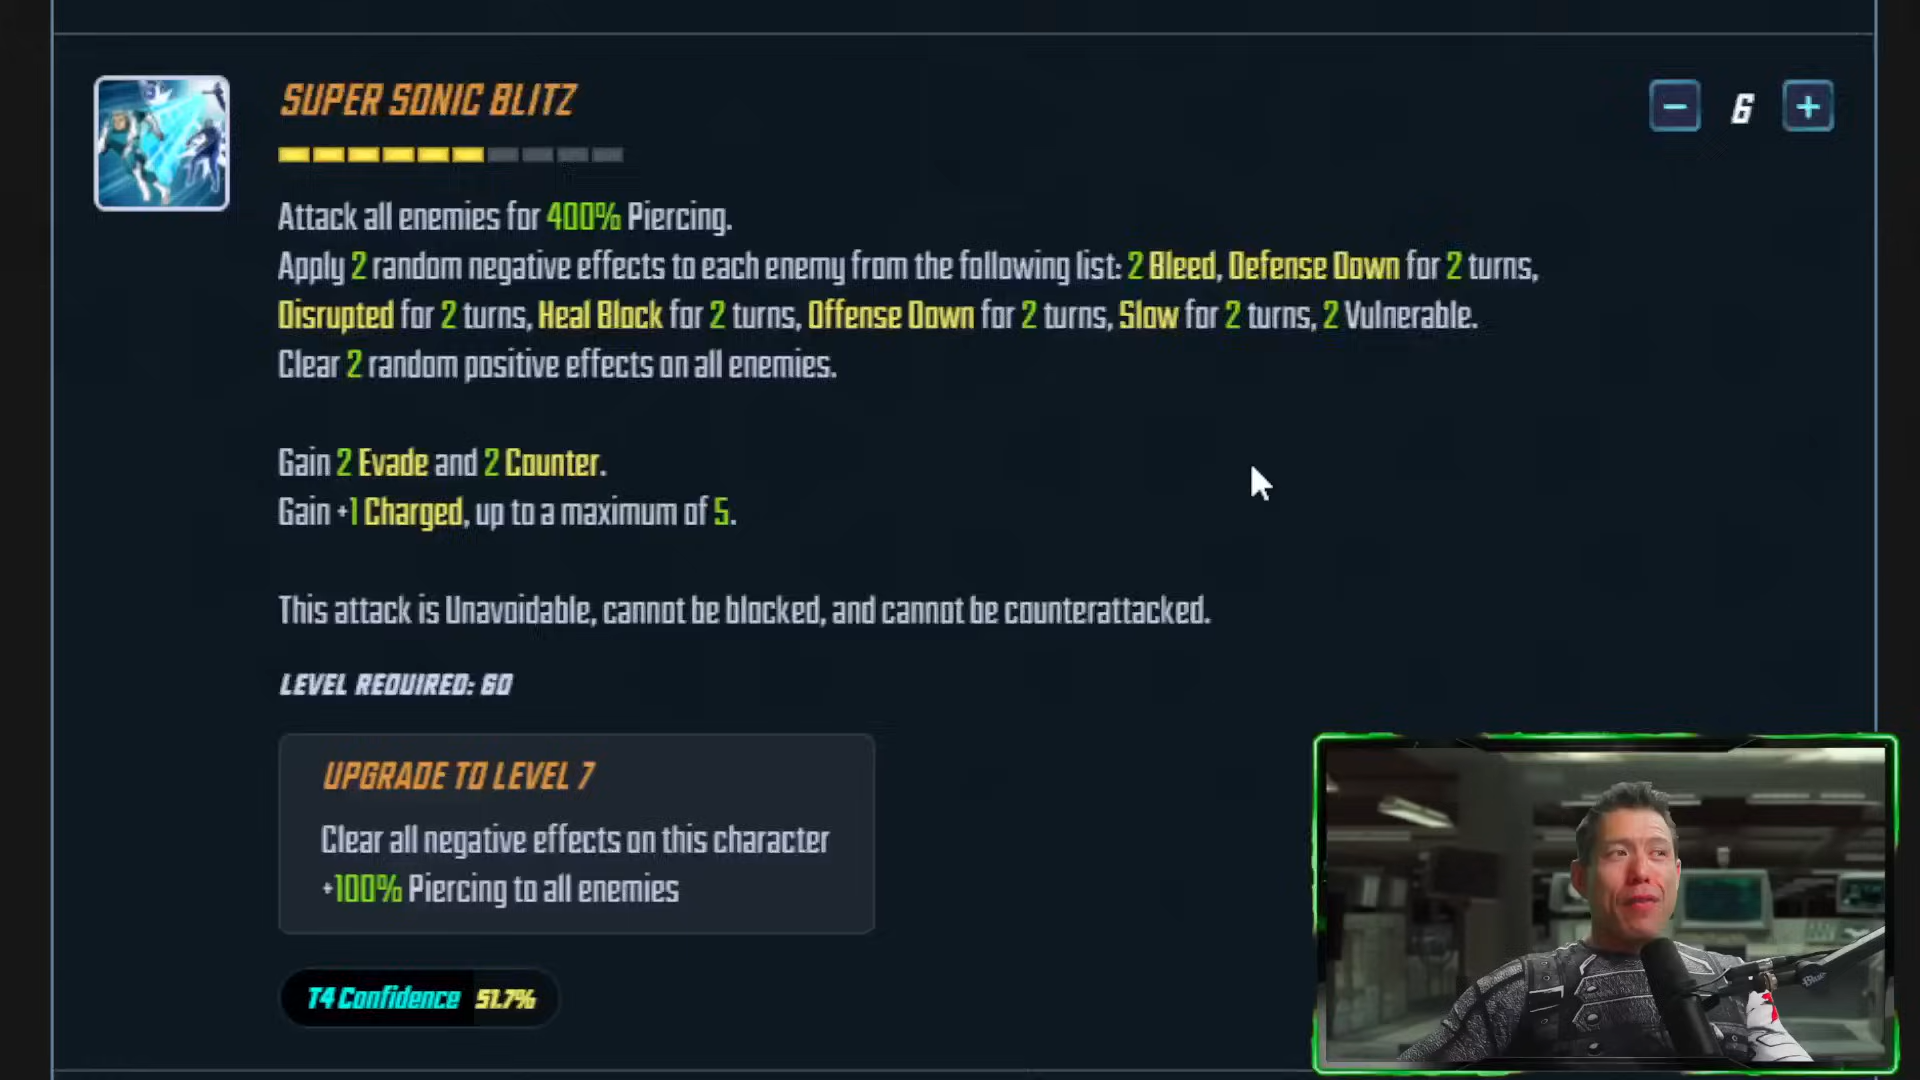 SUPER SONIC BLITZ
6
Attack all enemies for 400% Piercing.
Apply 2 random negative effects to each enemy from the following list: 2 Bleed, Defense Down for 2 turns,
Disrupted for 2 turns, Heal Block for 2 turns, Offense Down for 2 turns, Slow for 2 turns, 2 Vulnerable.
Clear 2 random positive effects on all enemies.
Gain 2 Evade and 2 Counter.
Gain +1 Charged, up to a maximum of 5.
This attack is Unavoidable, cannot be blocked, and cannot be counterattacked.
LEVEL REQUIRED: 60
UPGRADE TO LEVEL 7
Clear all negative effects on this character
+100% Piercing to all enemies
T4 Confidence 51.7%
Blue